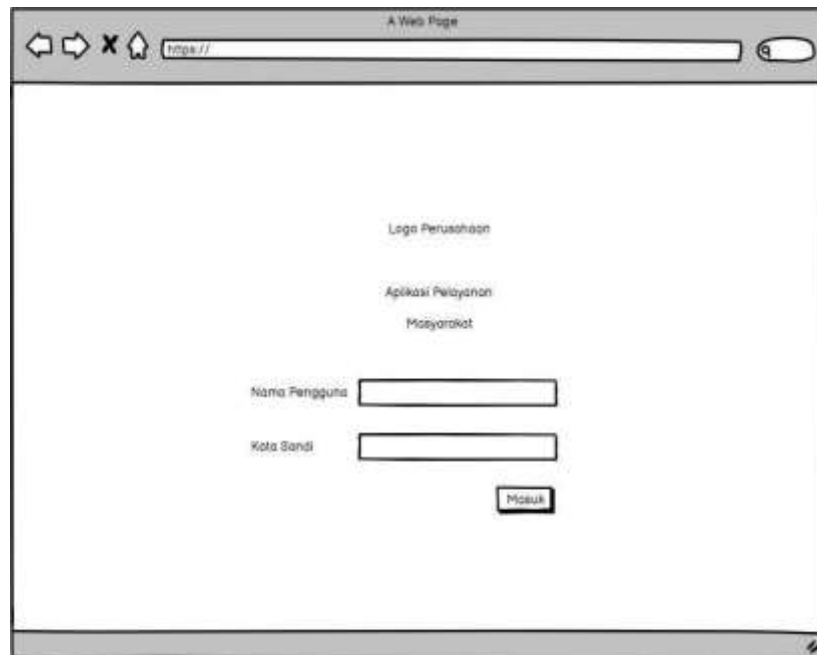 A Web Page
https://
Logo Perusahaan
Aplikasi Pelayanan
Masyarakat
Nama Pengguna
Kata Sandi
Masuk